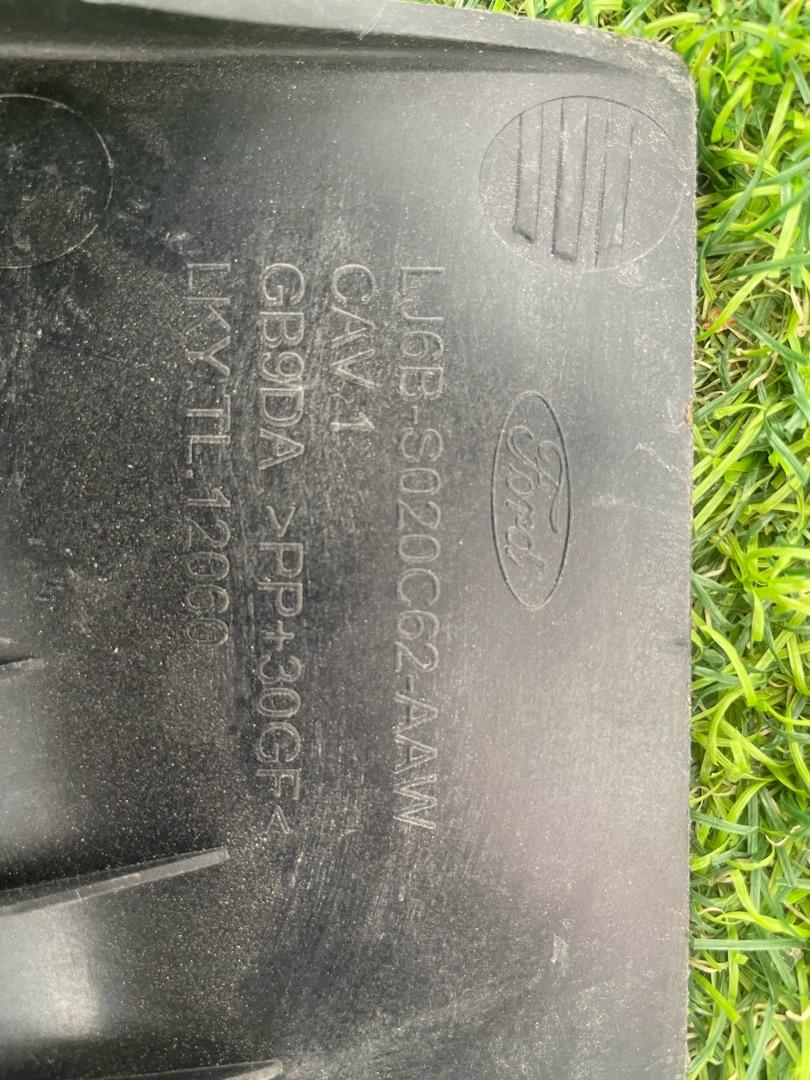 Ford
LJ6B-S020C62-AAW
CAV.1
GB9DA >PP+30GF<
LKY.TL.12060